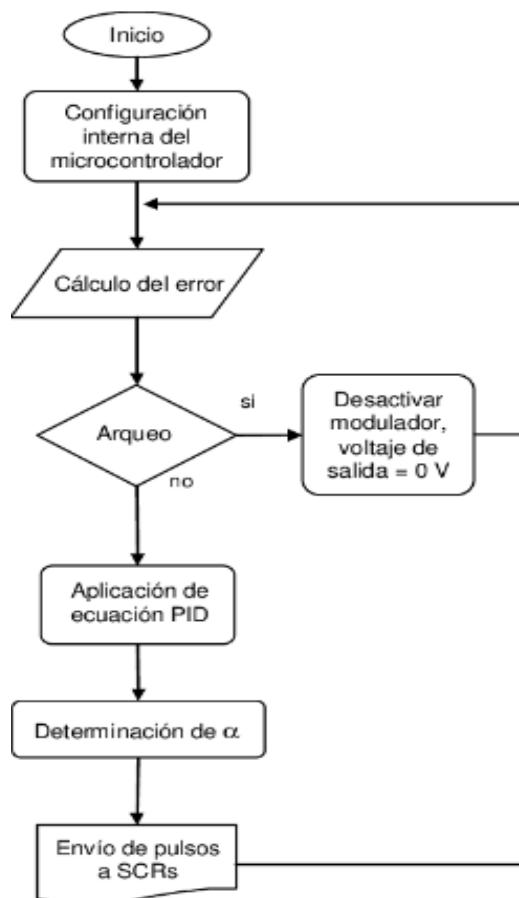 Inicio
Configuración
interna del
microcontrolador
Cálculo del error
Arqueo
si
no
Desactivar
modulador,
voltaje de
salida = 0 V
Aplicación de
ecuación PID
Determinación de α
Envío de pulsos
a SCRs